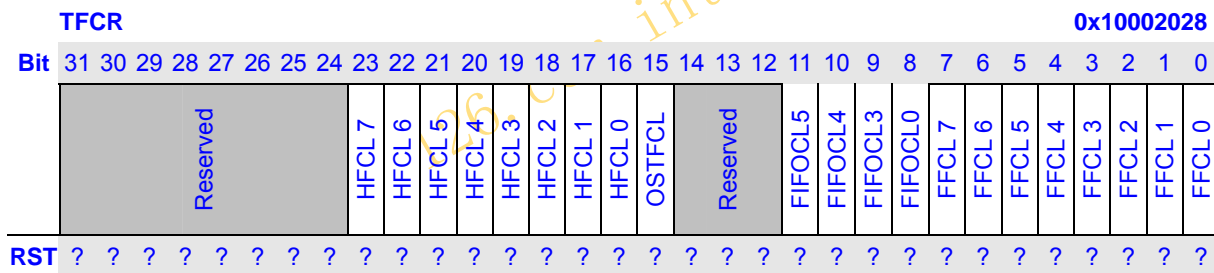 TFCR 0x10002028
Bit 31 30 29 28 27 26 25 24 23 22 21 20 19 18 17 16 15 14 13 12 11 10 9 8 7 6 5 4 3 2 1 0
Reserved HFCL 7 HFCL 6 HFCL 5 HFCL 4 HFCL 3 HFCL 2 HFCL 1 HFCL 0 OSTFCL Reserved FIFOCL5 FIFOCL4 FIFOCL3 FIFOCL0 FFCL 7 FFCL 6 FFCL 5 FFCL 4 FFCL 3 FFCL 2 FFCL 1 FFCL 0
RST ? ? ? ? ? ? ? ? ? ? ? ? ? ? ? ? ? ? ? ? ? ? ? ? ? ? ? ? ? ? ? ?